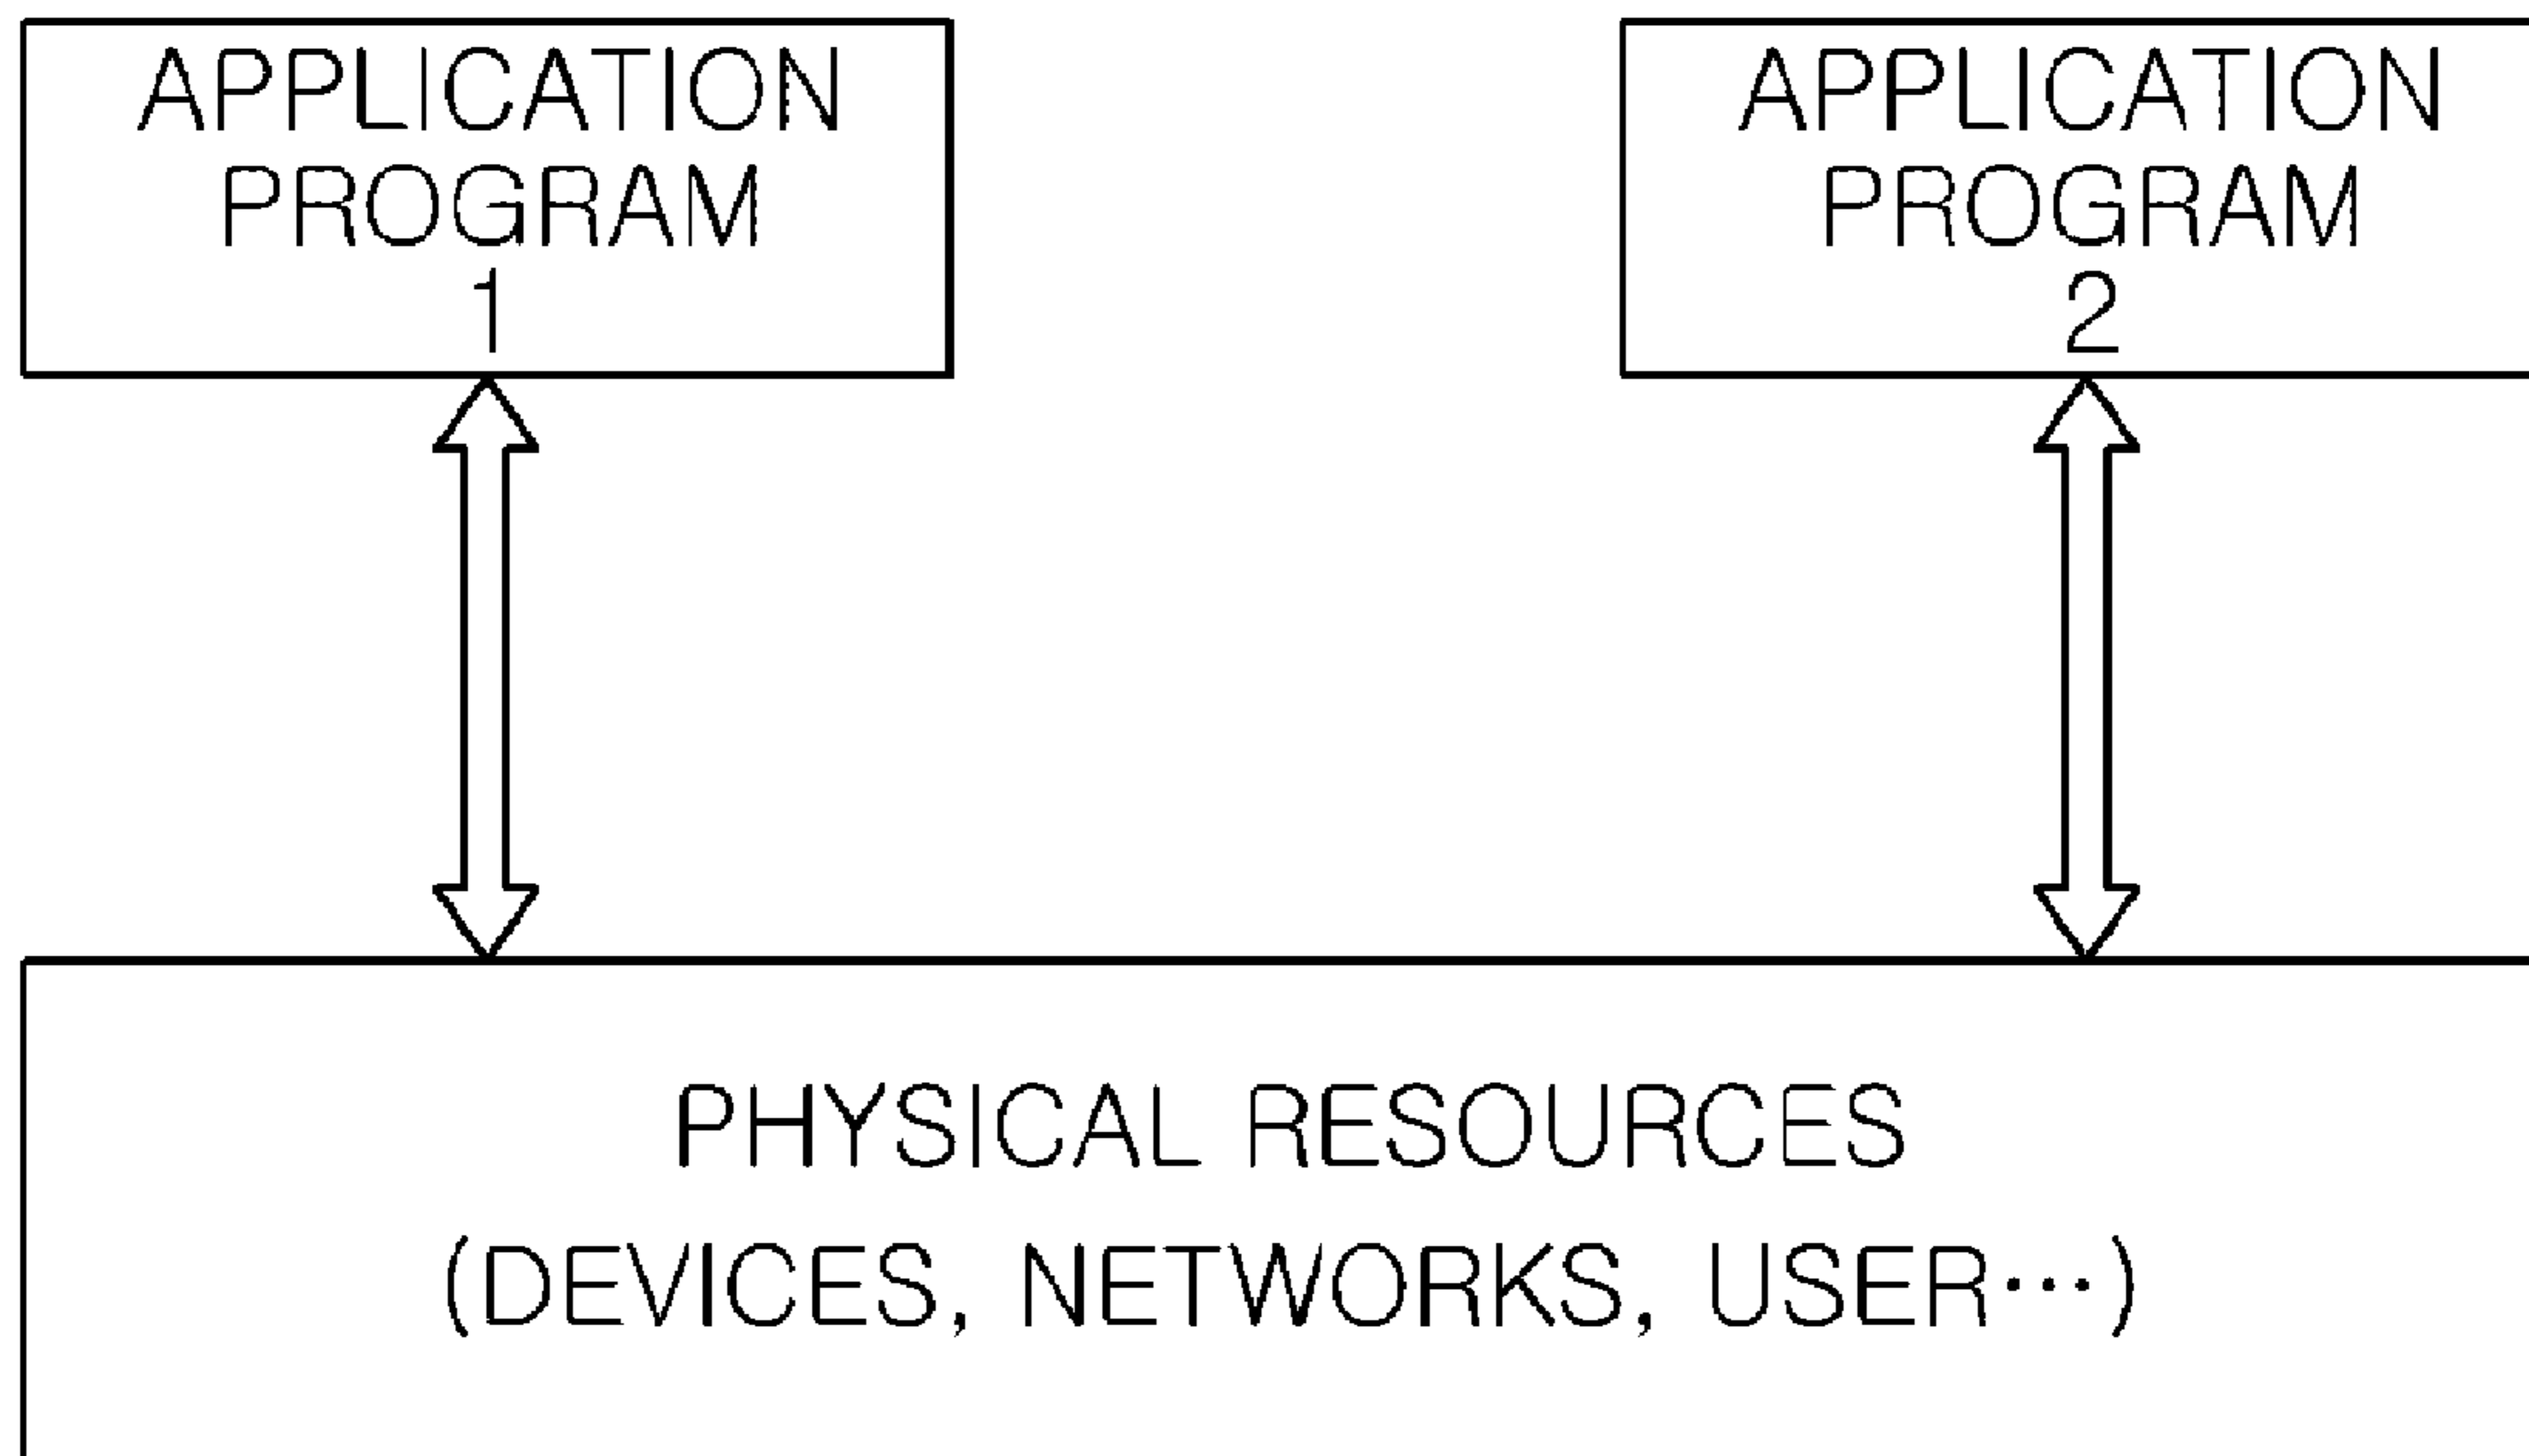 APPLICATION
PROGRAM
1
APPLICATION
PROGRAM
2
PHYSICAL RESOURCES
(DEVICES, NETWORKS, USER···)